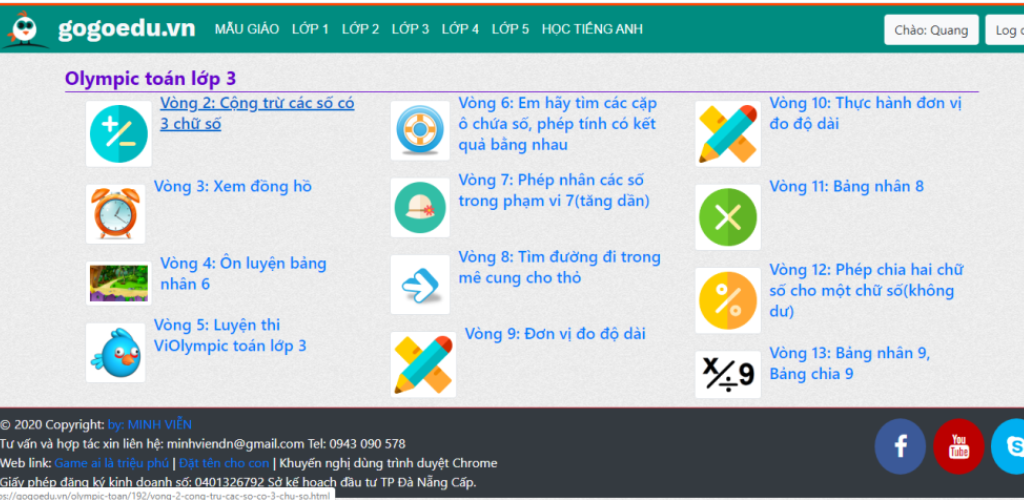 gogoedu.vn
MẪU GIÁO LỚP 1 LỚP 2 LỚP 3 LỚP 4 LỚP 5 HỌC TIẾNG ANH
Chào: Quang
Log
Olympic toán lớp 3
Vòng 2: Cộng trừ các số có
3 chữ số
Vòng 3: Xem đồng hồ
Vòng 4: Ôn luyện bảng
nhân 6
Vòng 5: Luyện thi
ViOlympic toán lớp 3
Vòng 6: Em hãy tìm các cặp
ô chứa số, phép tính có kết
quả bằng nhau
Vòng 7: Phép nhân các số
trong phạm vi 7(tăng dần)
Vòng 8: Tìm đường đi trong
mê cung cho thỏ
Vòng 9: Đơn vị đo độ dài
Vòng 10: Thực hành đơn vị
đo độ dài
Vòng 11: Bảng nhân 8
Vòng 12: Phép chia hai chữ
số cho một chữ số(không
dư)
X/÷9
Vòng 13: Bảng nhân 9,
Bảng chia 9
© 2020 Copyright: by: MINH VIỄN
Tư vấn và hợp tác xin liên hệ: minhviendn@gmail.com Tel: 0943 090 578
Web link: Game ai là triệu phú | Đặt tên cho con | Khuyến nghị dùng trình duyệt Chrome
Giấy phép đăng ký kinh doanh số: 0401326792 Sở kế hoạch đầu tư TP Đà Nẵng Cấp.
ps://gogoedu.vn/olympic-toan/192/vong-2-cong-tru-cac-so-co-3-chu-so.html
You
Tube